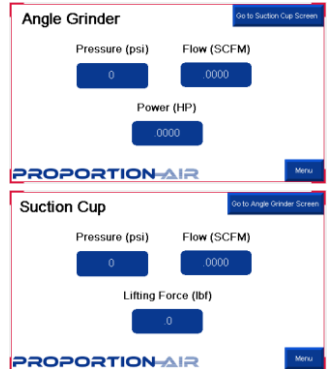 Angle Grinder
Go to Suction Cup Screen
Pressure (psi) Flow (SCFM)
0 .0000
Power (HP)
.0000
PROPORTION-AIR
Menu
Suction Cup
Go to Angle Grinder Screen
Pressure (psi) Flow (SCFM)
0 .0000
Lifting Force (lbf)
.0
PROPORTION-AIR
Menu